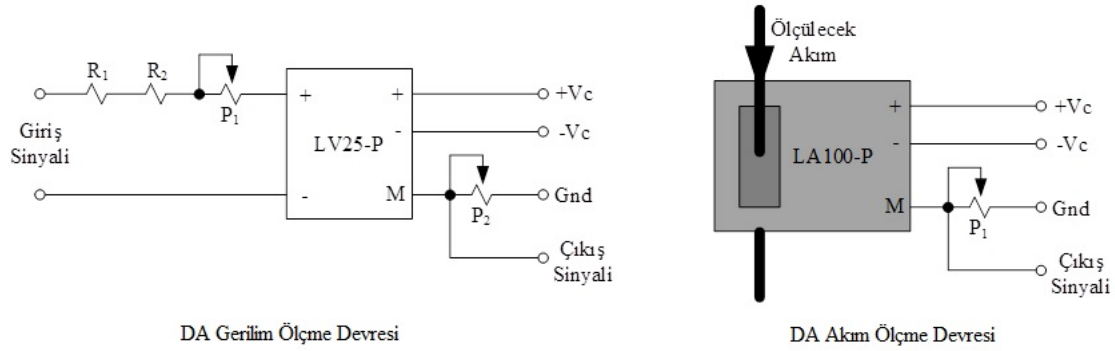 R₁
R₂
P₁
Giriş
Sinyali
+
-
LV25-P
+
-
M
+Vc
-Vc
P₂
Gnd
Çıkış
Sinyali
DA Gerilim Ölçme Devresi
Ölçülecek
Akım
LA100-P
+
-
M
+Vc
-Vc
P₁
Gnd
Çıkış
Sinyali
DA Akım Ölçme Devresi